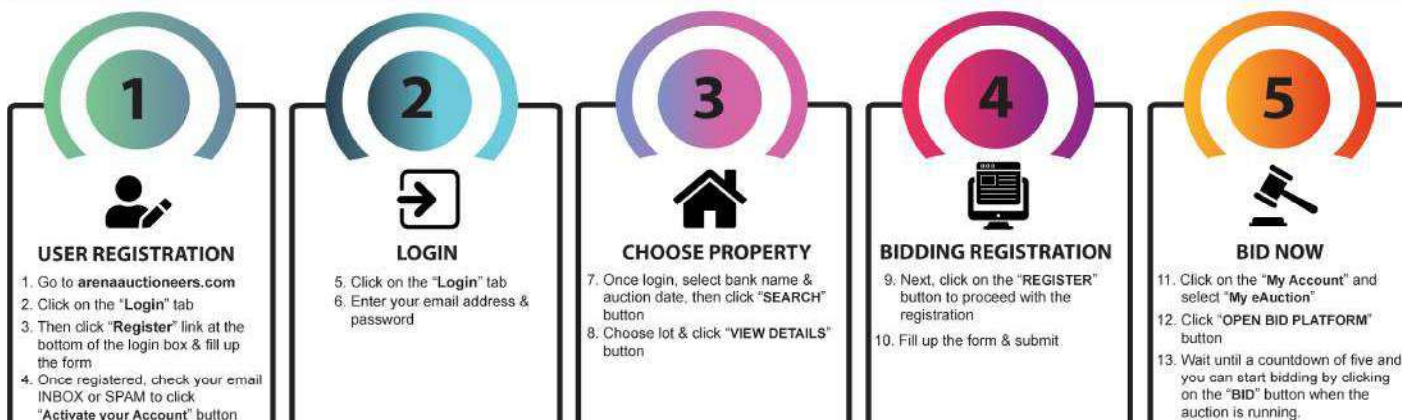 1
USER REGISTRATION
1. Go to arenaauctioneers.com
2. Click on the "Login" tab
3. Then click "Register" link at the
bottom of the login box & fill up
the form
4. Once registered, check your email
INBOX or SPAM to click
"Activate your Account" button
2
LOGIN
5. Click on the "Login" tab
6. Enter your email address &
password
3
CHOOSE PROPERTY
7. Once login, select bank name &
auction date, then click "SEARCH"
button
8. Choose lot & click "VIEW DETAILS"
button
4
BIDDING REGISTRATION
9. Next, click on the "REGISTER"
button to proceed with the
registration
10. Fill up the form & submit
5
BID NOW
11. Click on the "My Account" and
select "My eAuction"
12. Click "OPEN BID PLATFORM"
button
13. Wait until a countdown of five and
you can start bidding by clicking
on the "BID" button when the
auction is running.